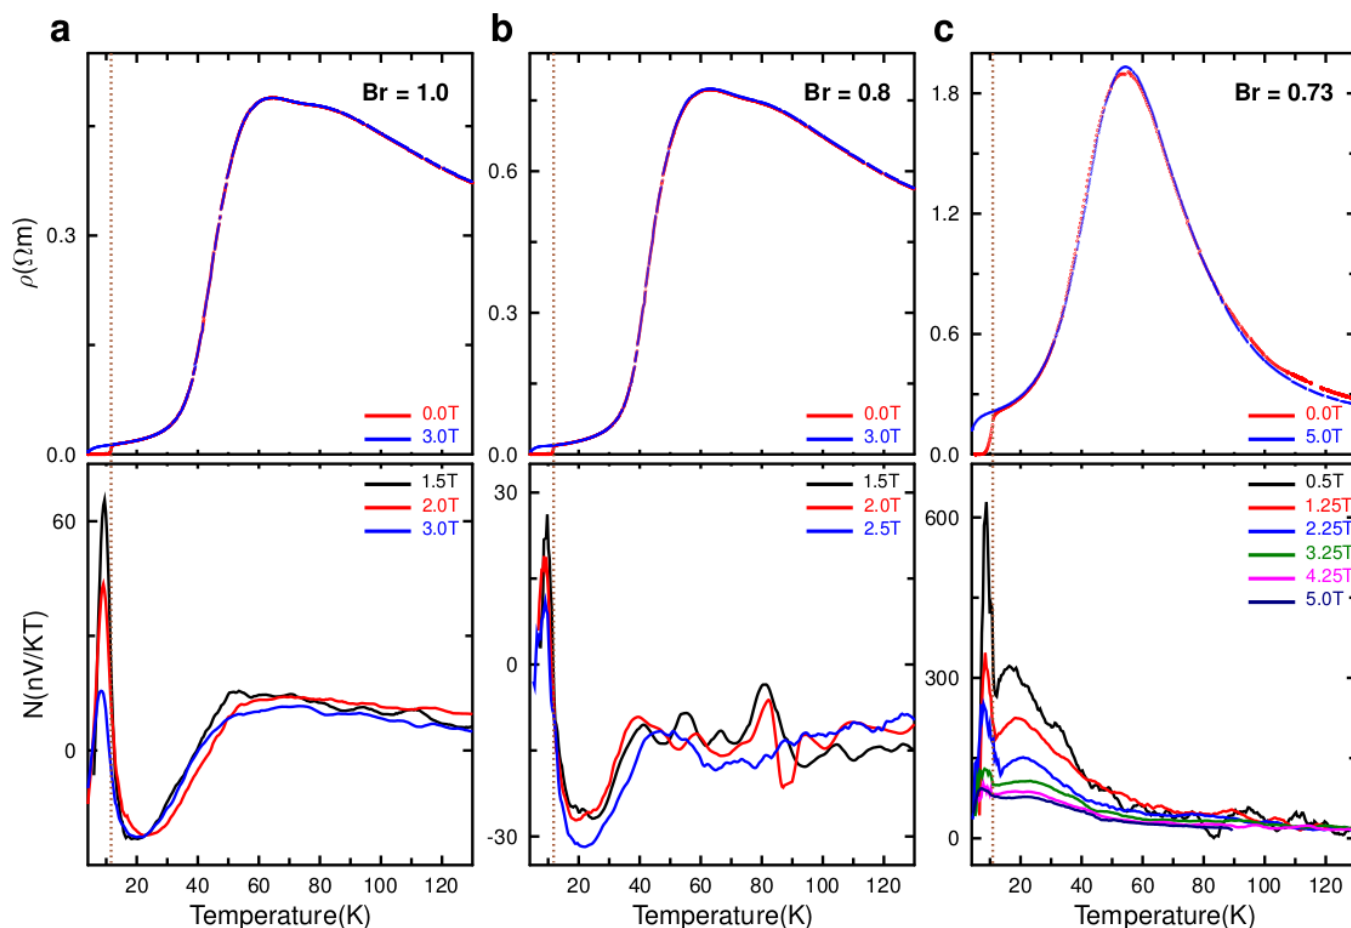 a
b
c
Br = 1.0
Br = 0.8
Br = 0.73
ρ(Ωm)
0.3
0.0
0.6
0.3
0.0
1.8
1.2
0.6
0.0
0.0T
3.0T
0.0T
3.0T
0.0T
5.0T
N(nV/KT)
60
0
30
0
-30
600
300
0
1.5T
2.0T
3.0T
1.5T
2.0T
2.5T
0.5T
1.25T
2.25T
3.25T
4.25T
5.0T
20 40 60 80 100 120
20 40 60 80 100 120
20 40 60 80 100 120
Temperature(K)
Temperature(K)
Temperature(K)